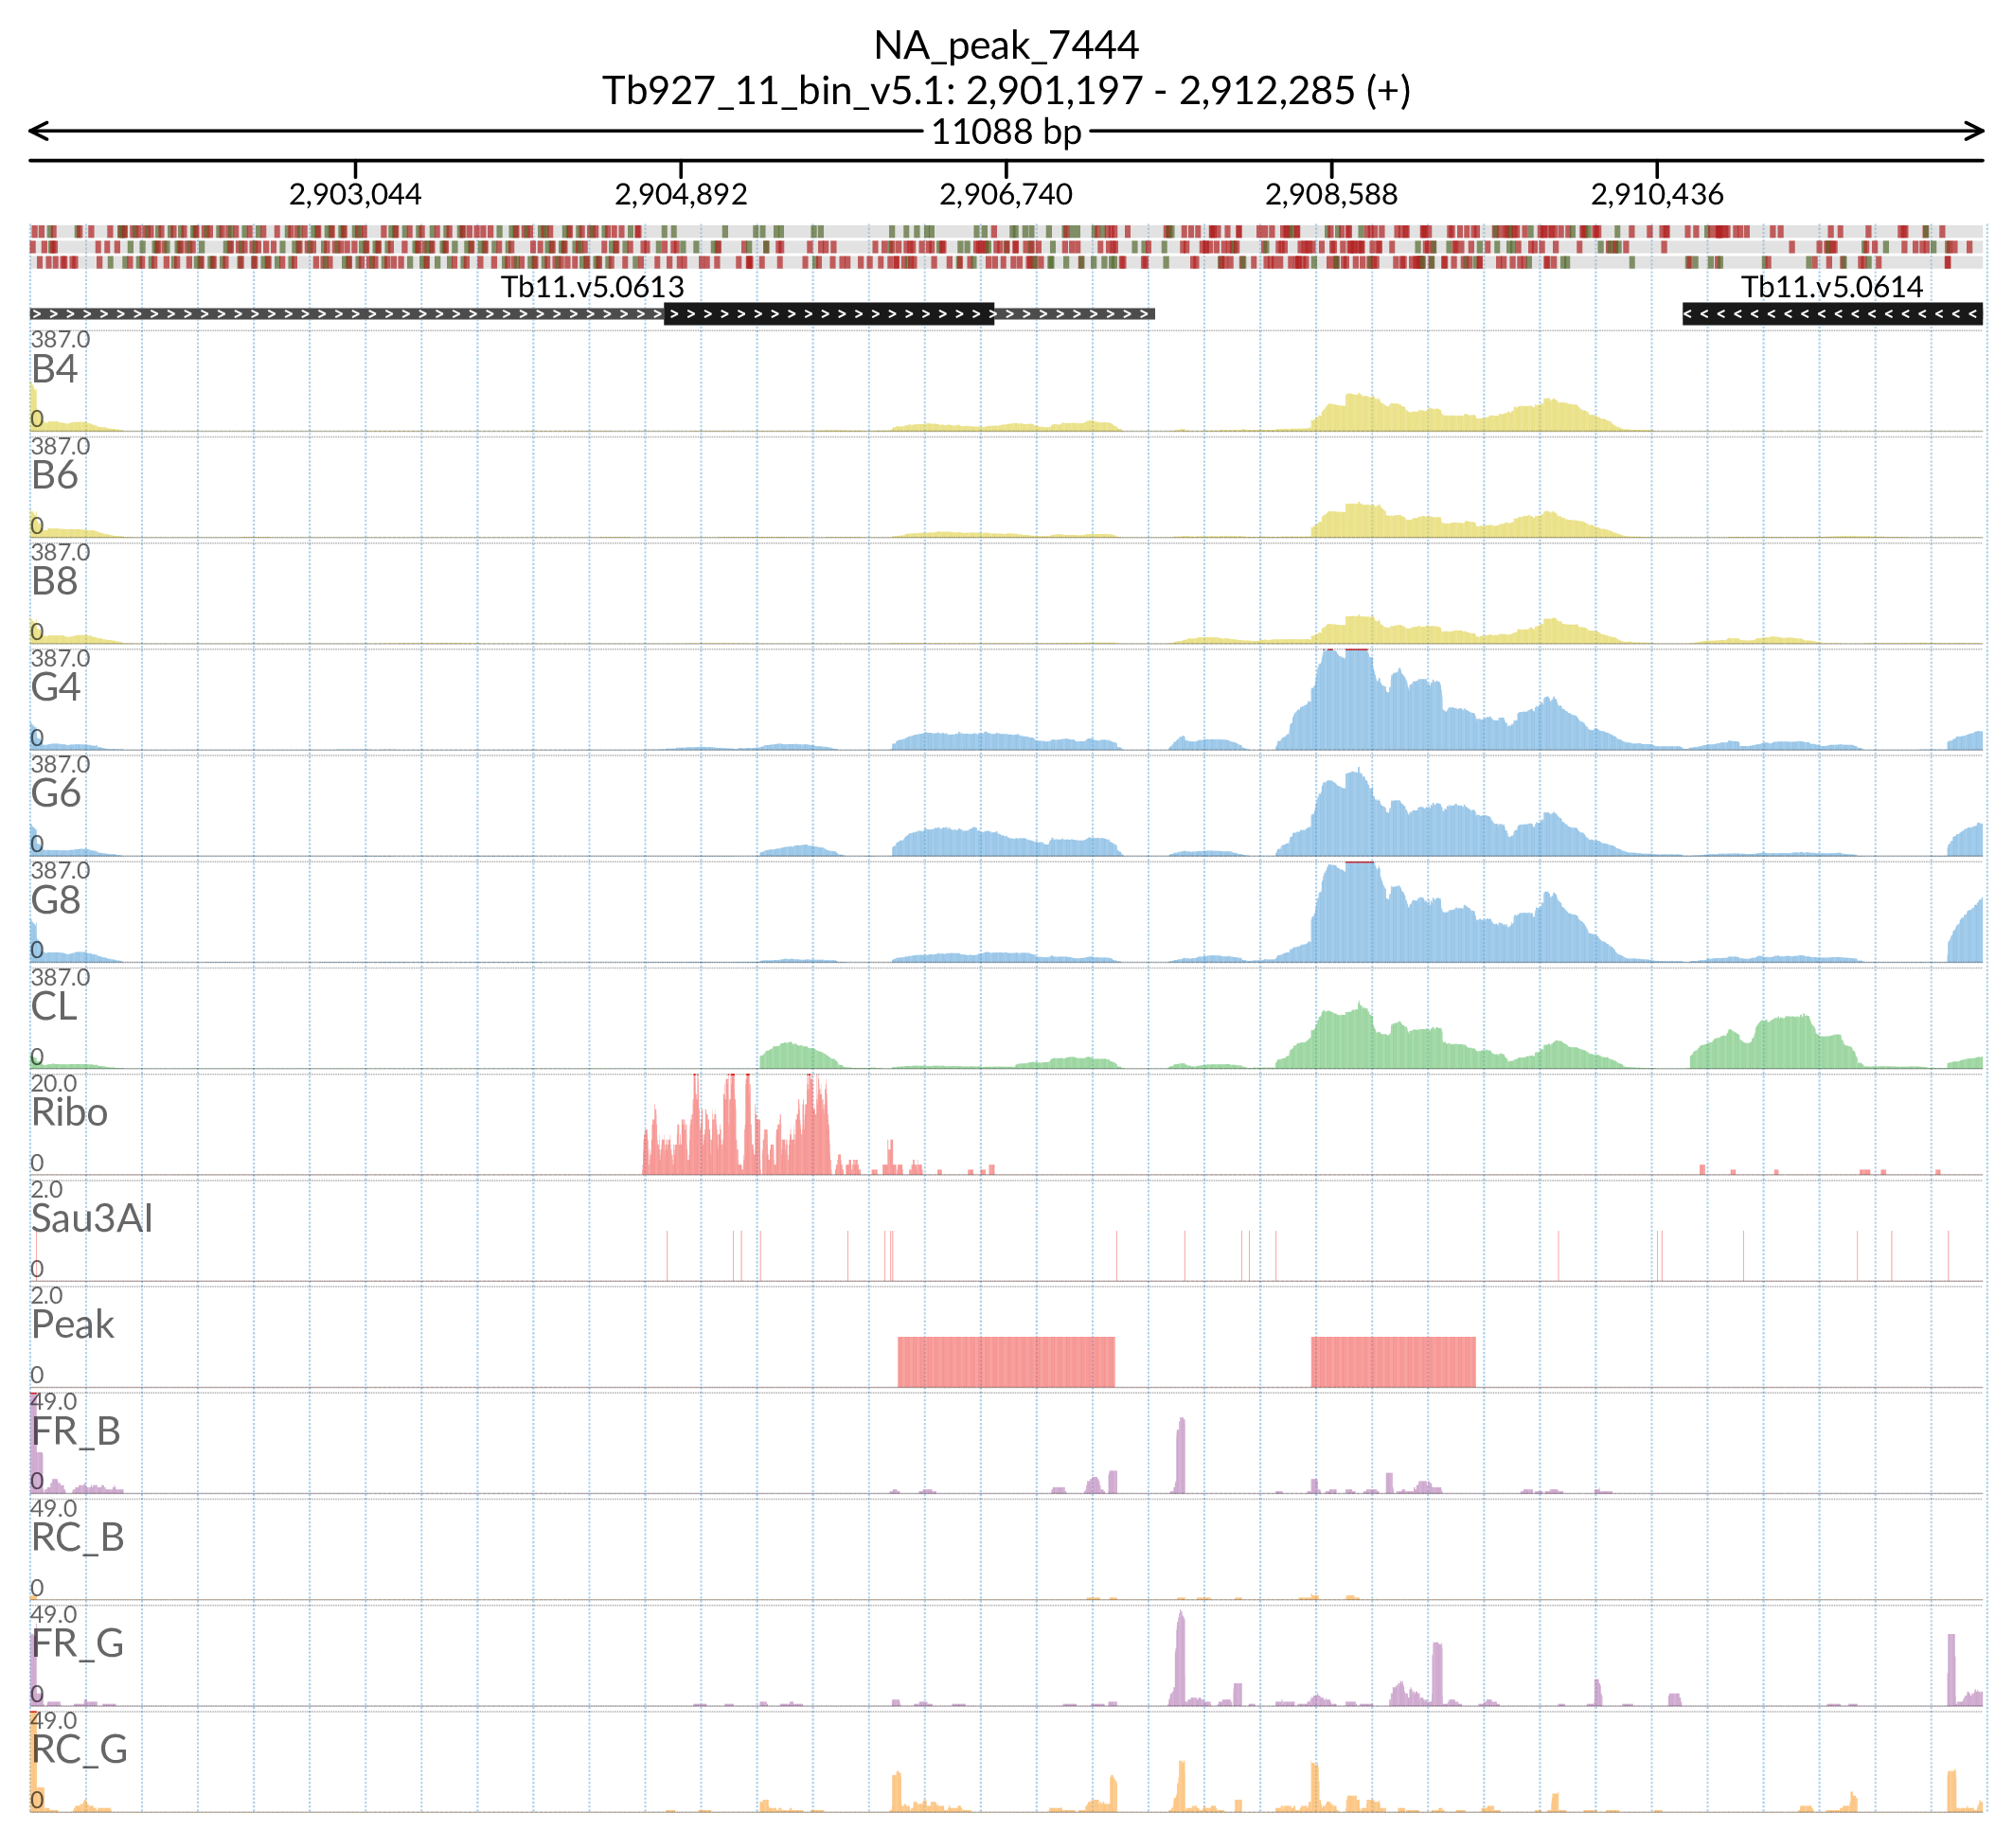 NA_peak_7444
Tb927_11_bin_v5.1: 2,901,197 - 2,912,285 (+)
11088 bp
2,903,044 2,904,892 2,906,740 2,908,588 2,910,436
Tb11.v5.0613 Tb11.v5.0614
387.0
B4
0
387.0
B6
0
387.0
B8
0
387.0
G4
0
387.0
G6
0
387.0
G8
0
387.0
CL
0
20.0
Ribo
0
2.0
Sau3AI
0
2.0
Peak
0
49.0
FR_B
0
49.0
RC_B
0
49.0
FR_G
0
49.0
RC_G
0